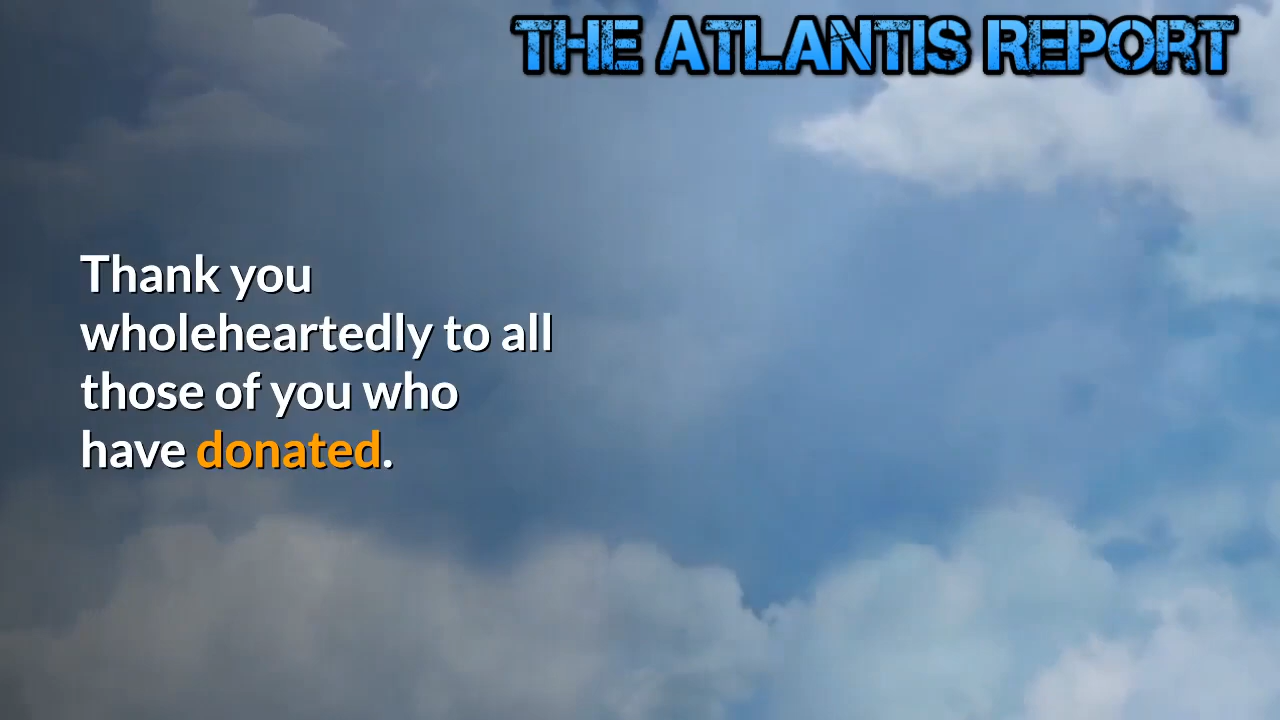 THE ATLANTIS REPORT
Thank you
wholeheartedly to all
those of you who
have donated.